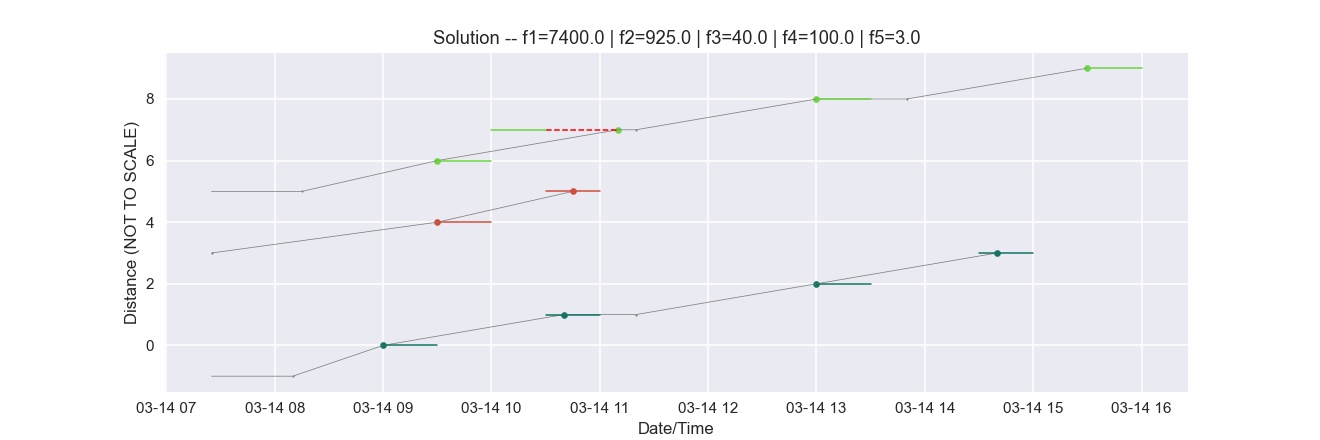 Solution -- f1=7400.0 | f2=925.0 | f3=40.0 | f4=100.0 | f5=3.0
Distance (NOT TO SCALE)
8
6
4
2
0
03-14 07 03-14 08 03-14 09 03-14 10 03-14 11 03-14 12 03-14 13 03-14 14 03-14 15 03-14 16
Date/Time